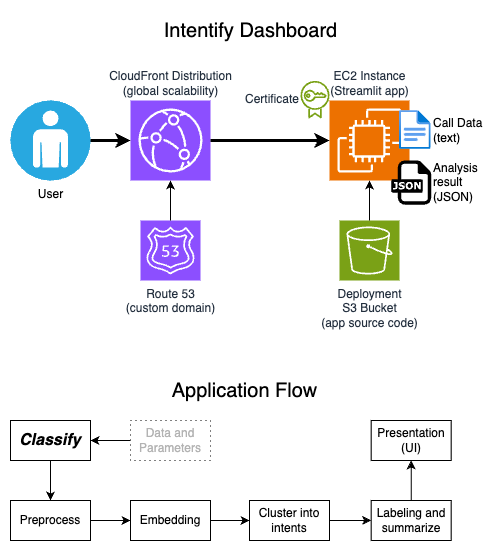 Intentify Dashboard
CloudFront Distribution
(global scalability)
EC2 Instance
(Streamlit app)
Certificate
Call Data
(text)
Analysis
result
(JSON)
JSON
User
53
Route 53
(custom domain)
Deployment
S3 Bucket
(app source code)
Application Flow
Classify
Data and
Parameters
Presentation
(UI)
Preprocess
Embedding
Cluster into
intents
Labeling and
summarize